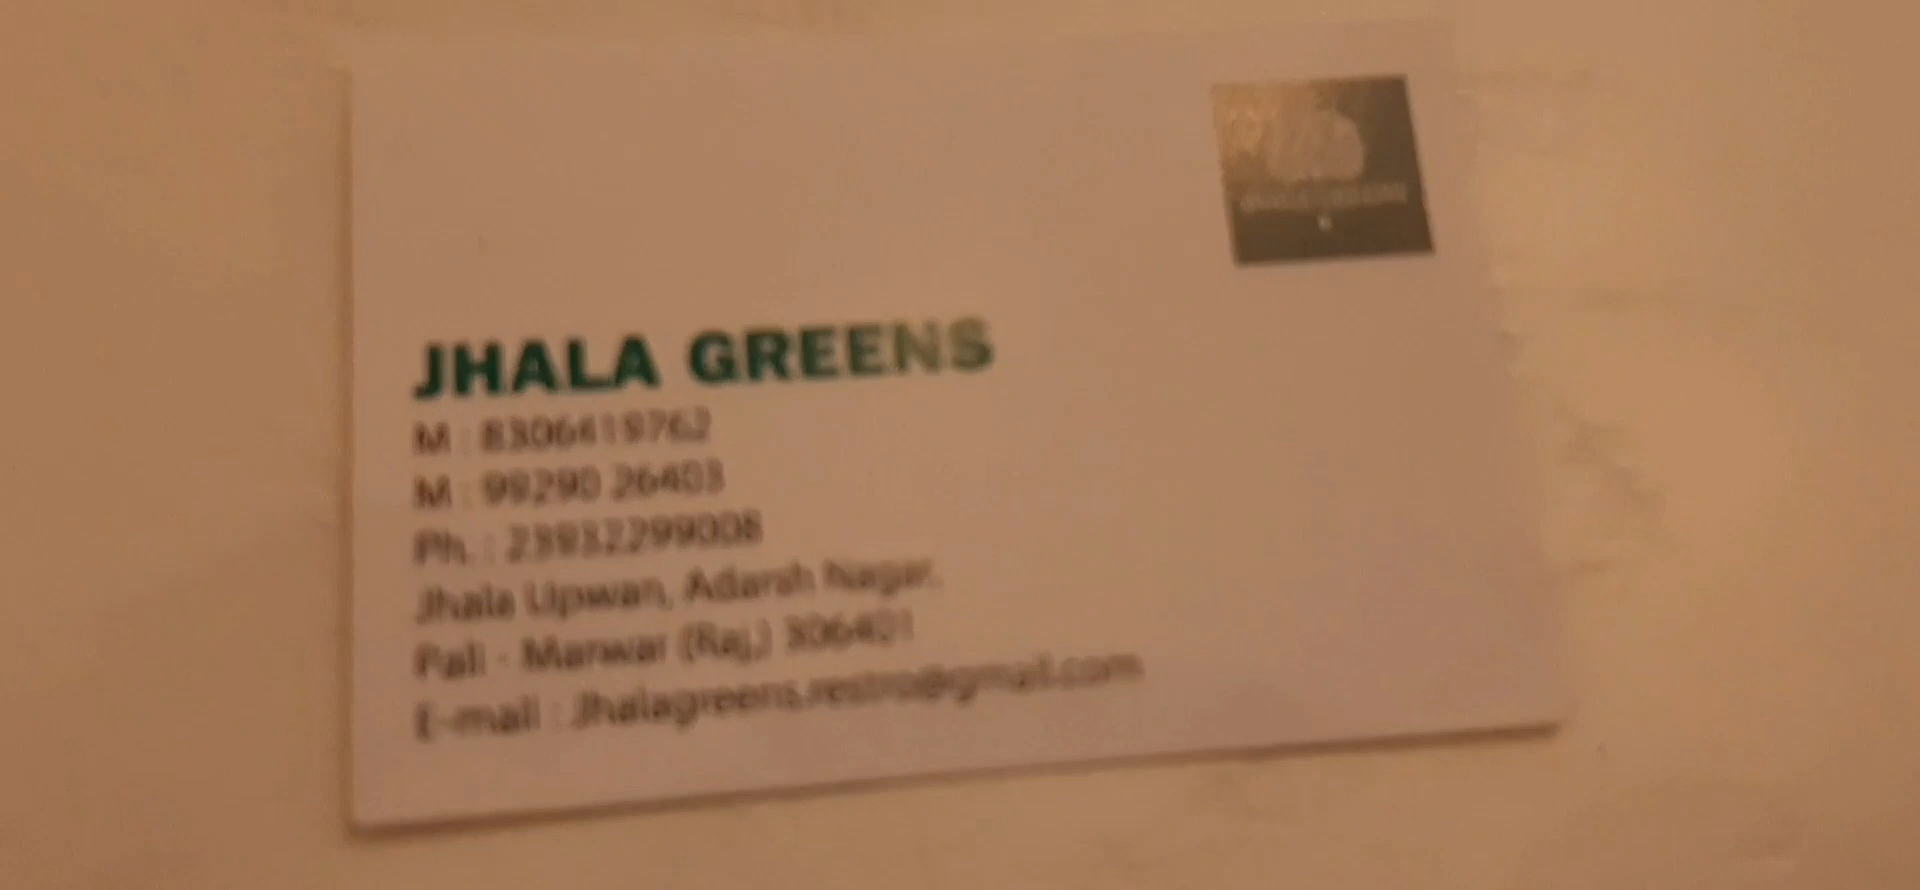 JHALA GREENS
M : 8306419762
M : 99290 26403
Ph. : 23932299008
Jhala Upwan, Adarsh Nagar,
Pali - Marwar (Raj.) 306401
E-mail : Jhalagreens.restro@gmail.com